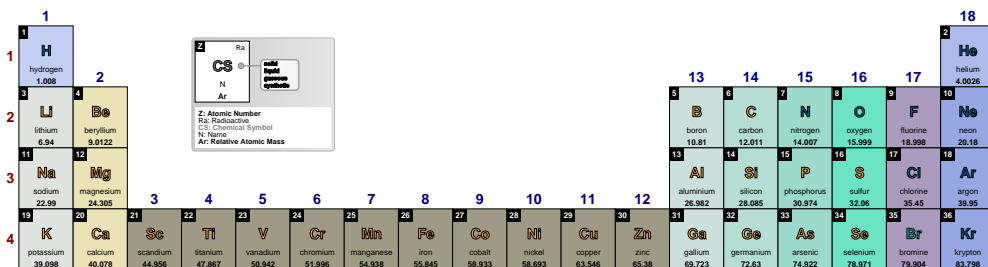 1 18
1 2
1 H He
hydrogen helium
1.008 2 13 14 15 16 17 4.0026
3 4 5 6 7 8 9 10
2 Li Be B C N O F Ne
lithium beryllium boron carbon nitrogen oxygen fluorine neon
6.94 9.0122 10.81 12.011 14.007 15.999 18.998 20.18
11 12 13 14 15 16 17 18
3 Na Mg Al Si P S Cl Ar
sodium magnesium aluminium silicon phosphorus sulfur chlorine argon
22.99 24.305 3 4 5 6 7 8 9 10 11 12 26.982 28.085 30.974 32.06 35.45 39.95
19 20 21 22 23 24 25 26 27 28 29 30 31 32 33 34 35 36
4 K Ca Sc Ti V Cr Mn Fe Co Ni Cu Zn Ga Ge As Se Br Kr
potassium calcium scandium titanium vanadium chromium manganese iron cobalt nickel copper zinc gallium germanium arsenic selenium bromine krypton
39.098 40.078 44.956 47.867 50.942 51.996 54.938 55.845 58.933 58.693 63.546 65.38 69.723 72.63 74.922 78.971 79.904 83.798
Z Ra
CS
N
Ar
solid
liquid
gaseous
synthetic
Z: Atomic Number
Ra: Radioactive
CS: Chemical Symbol
N: Name
Ar: Relative Atomic Mass